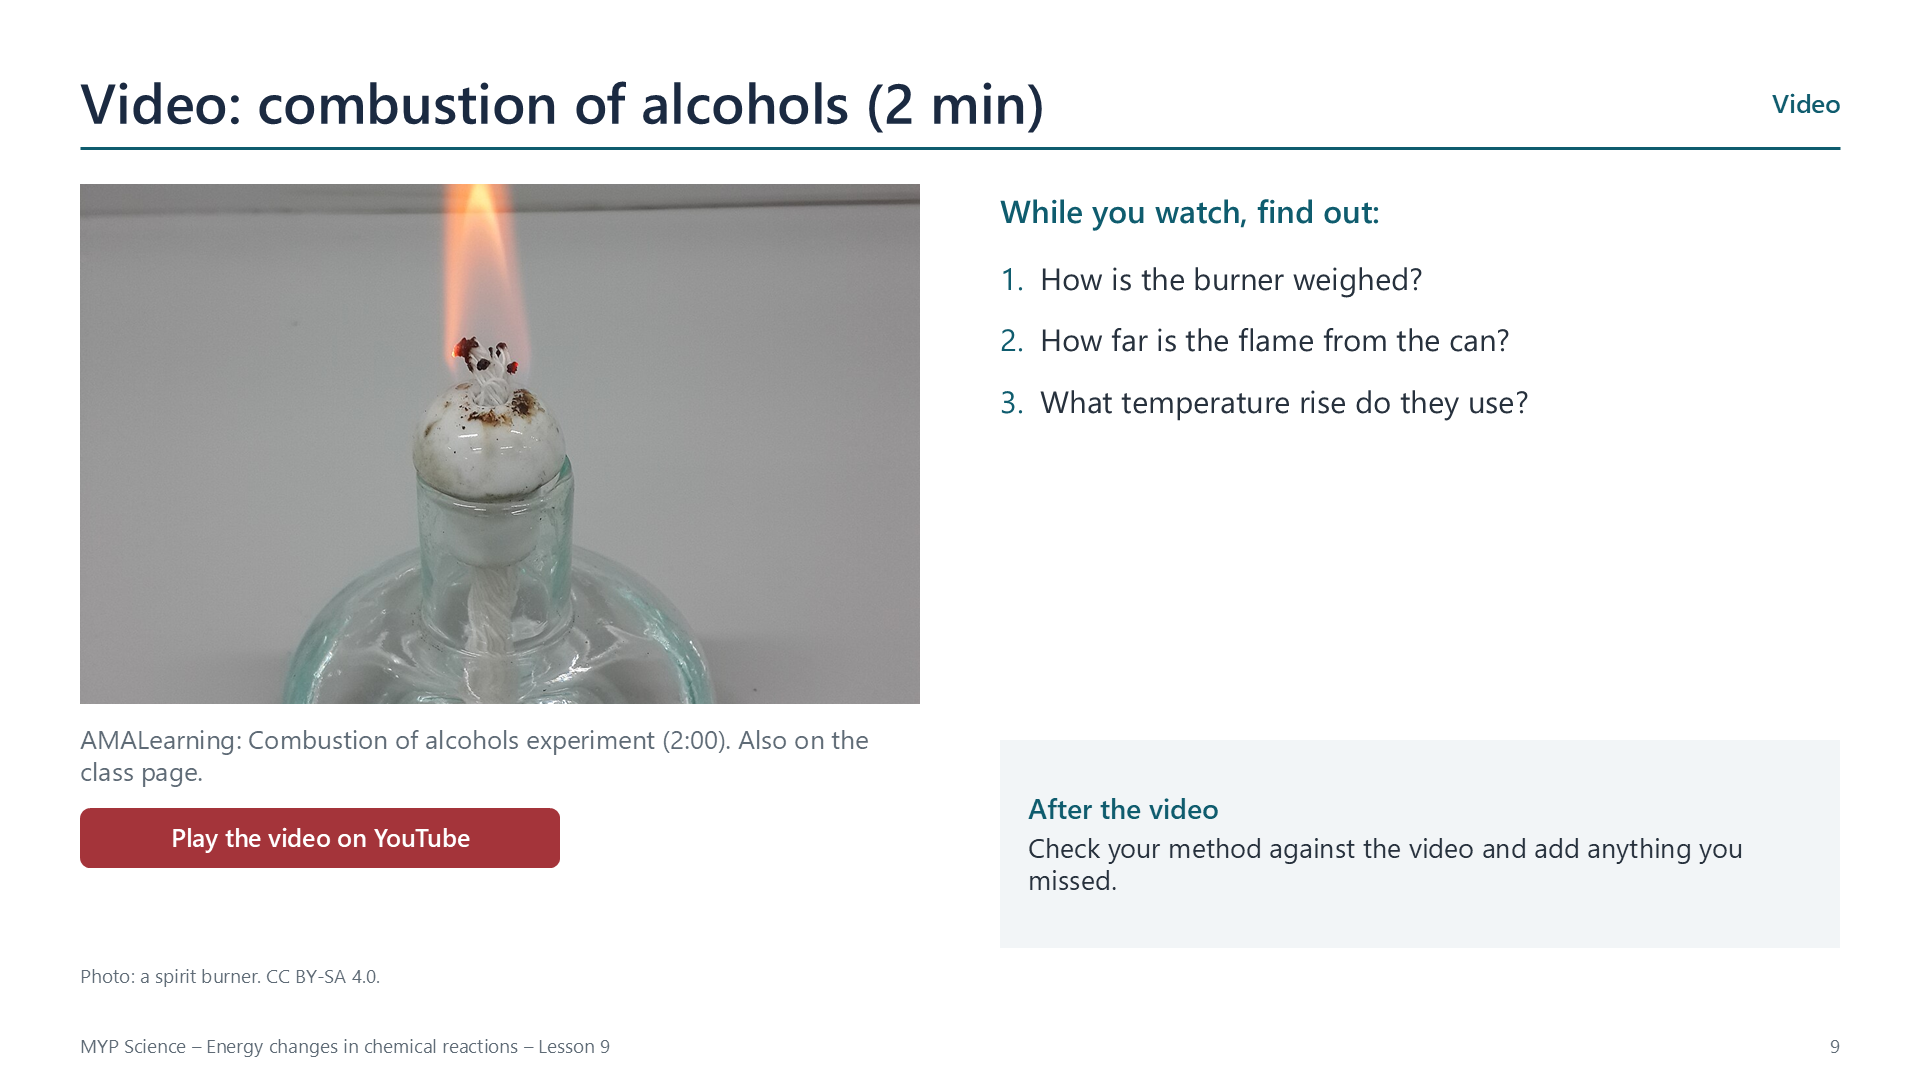 Video: combustion of alcohols (2 min)
Video
While you watch, find out:
1. How is the burner weighed?
2. How far is the flame from the can?
3. What temperature rise do they use?
AMALearning: Combustion of alcohols experiment (2:00). Also on the
class page.
Play the video on YouTube
After the video
Check your method against the video and add anything you
missed.
Photo: a spirit burner. CC BY-SA 4.0.
MYP Science – Energy changes in chemical reactions – Lesson 9
9